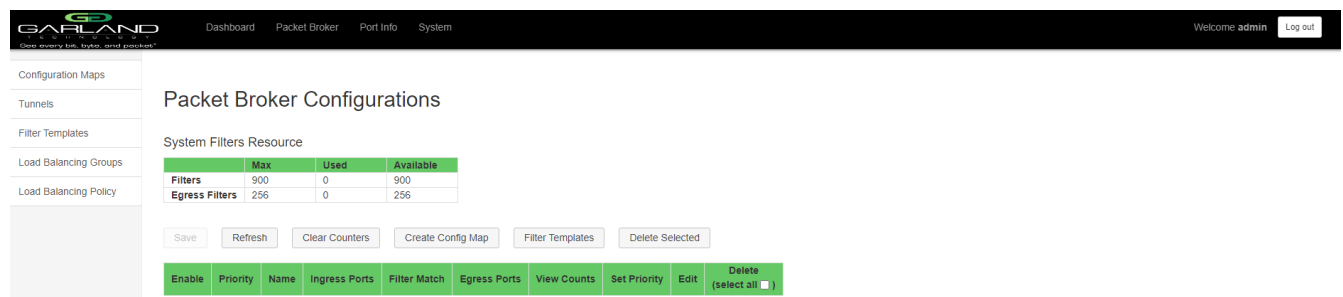 GARLAND
TECHNOLOGY
See every bit, byte, and packet®
Dashboard Packet Broker Port Info System
Welcome admin Log out
Configuration Maps
Tunnels
Filter Templates
Load Balancing Groups
Load Balancing Policy
Packet Broker Configurations
System Filters Resource
Max Used Available
Filters 900 0 900
Egress Filters 256 0 256
Save Refresh Clear Counters Create Config Map Filter Templates Delete Selected
Enable Priority Name Ingress Ports Filter Match Egress Ports View Counts Set Priority Edit Delete
(select all )